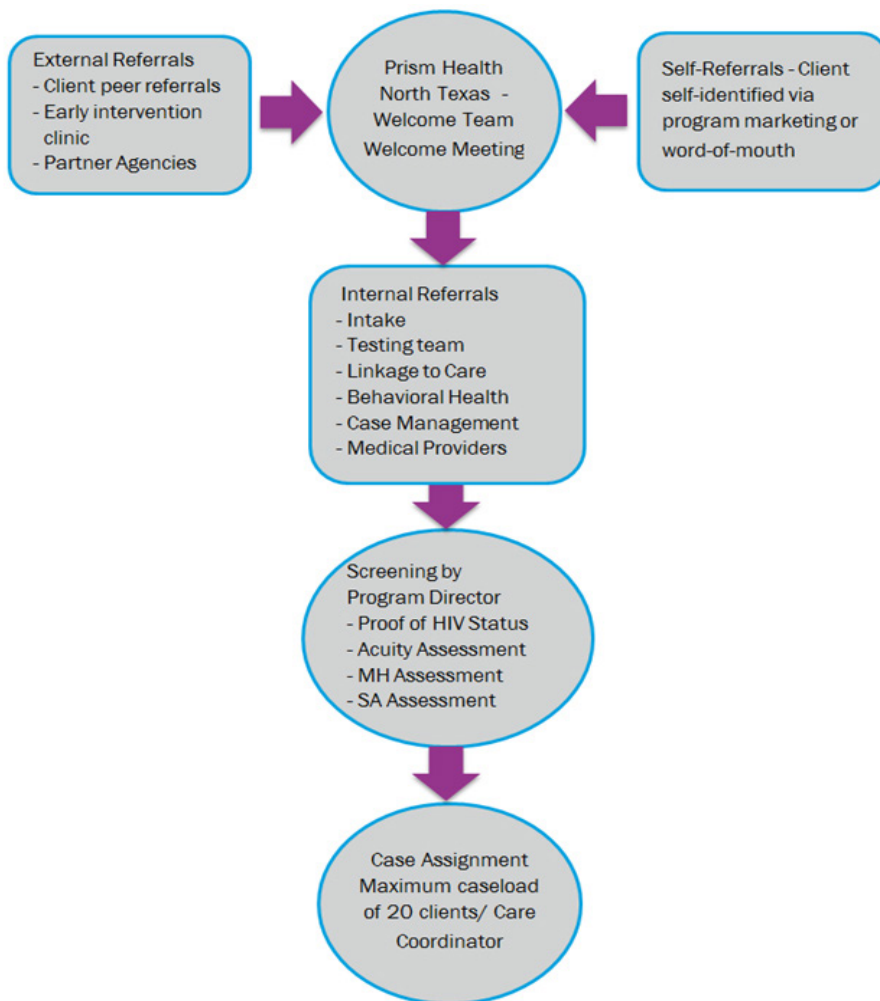 External Referrals
- Client peer referrals
- Early intervention
clinic
- Partner Agencies
Prism Health
North Texas -
Welcome Team
Welcome Meeting
Self-Referrals - Client
self-identified via
program marketing or
word-of-mouth
Internal Referrals
- Intake
- Testing team
- Linkage to Care
- Behavioral Health
- Case Management
- Medical Providers
Screening by
Program Director
- Proof of HIV Status
- Acuity Assessment
- MH Assessment
- SA Assessment
Case Assignment
Maximum caseload
of 20 clients/ Care
Coordinator